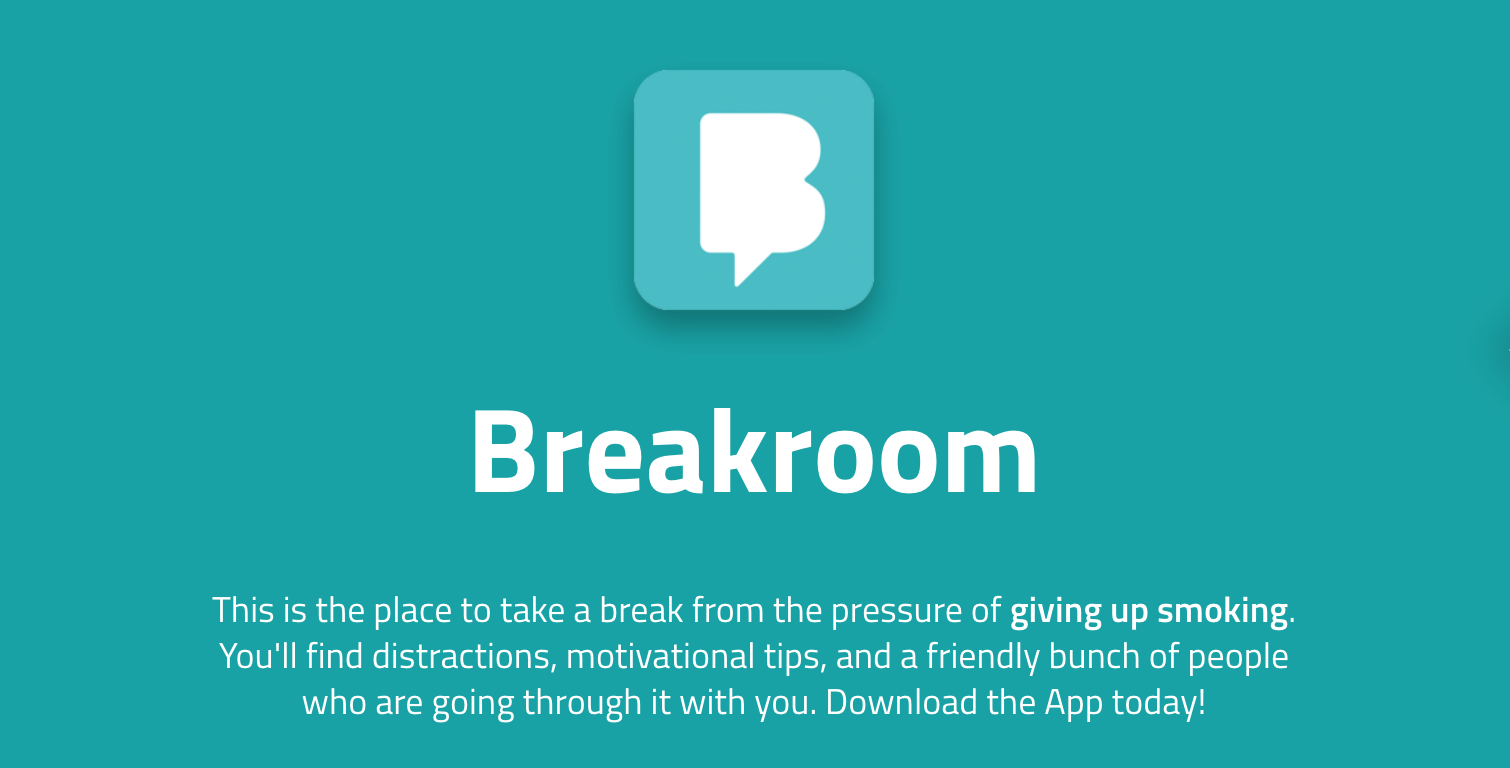 B
Breakroom
This is the place to take a break from the pressure of giving up smoking.
You'll find distractions, motivational tips, and a friendly bunch of people
who are going through it with you. Download the App today!